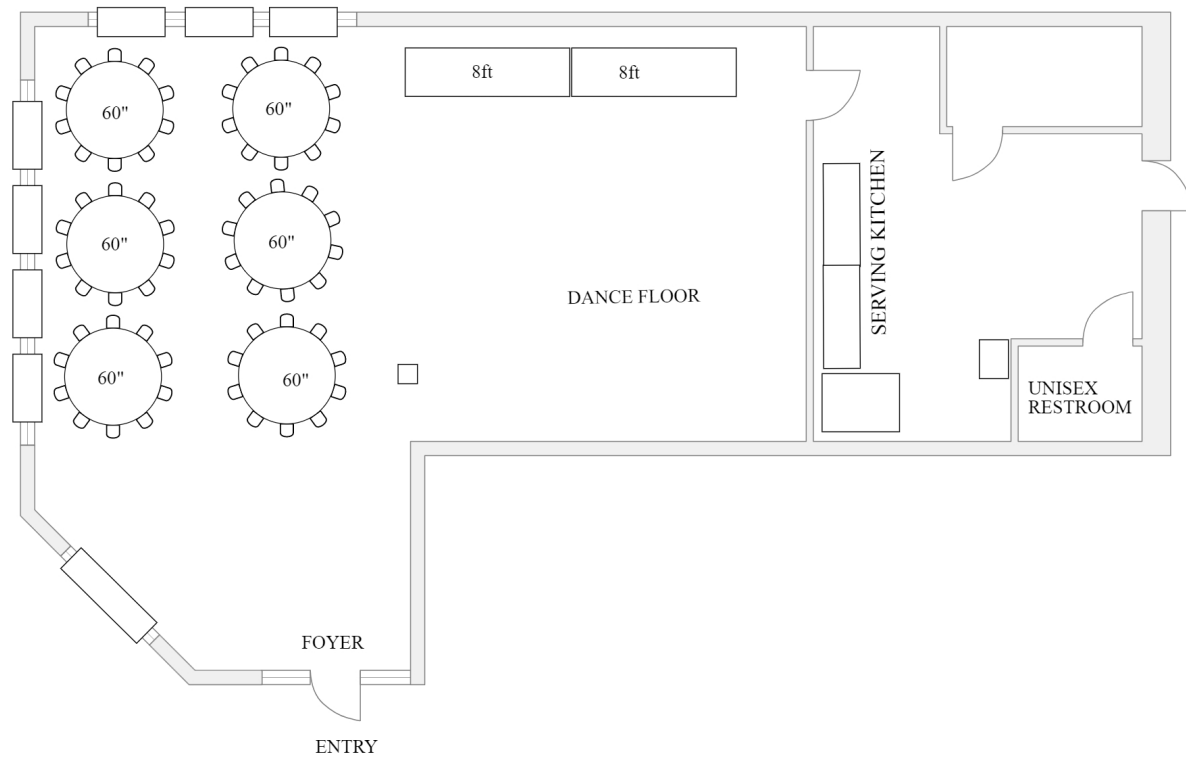 8ft
8ft
60"
60"
60"
60"
60"
60"
DANCE FLOOR
SERVING KITCHEN
UNISEX
RESTROOM
FOYER
ENTRY